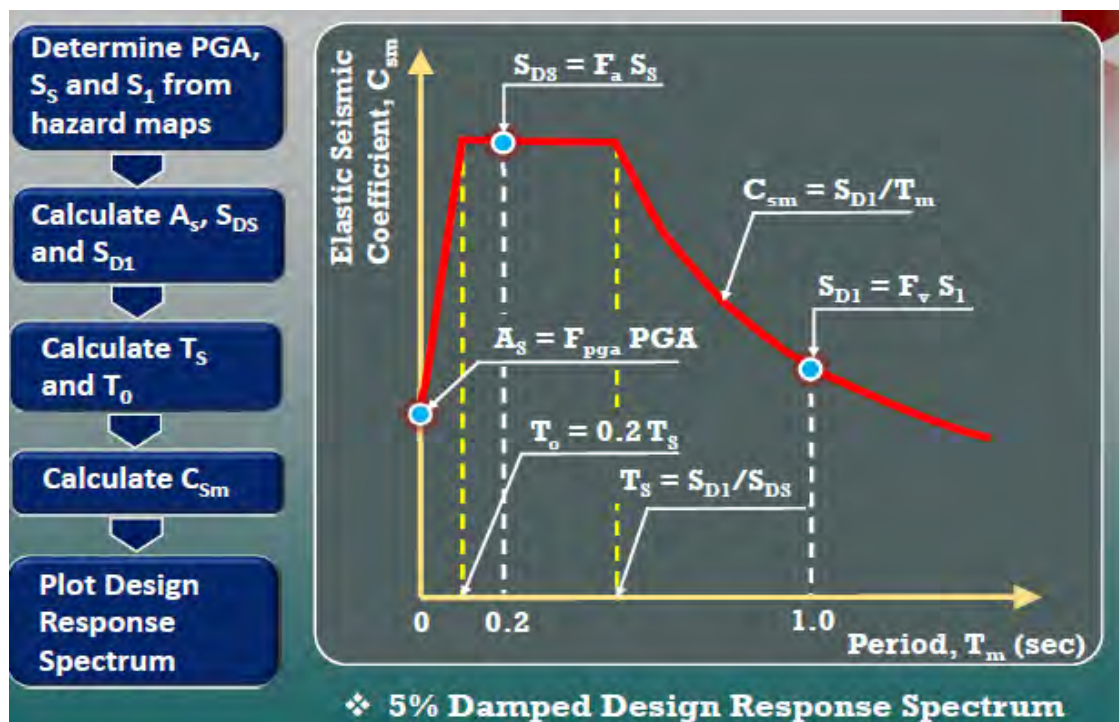 Determine PGA,
S_S and S_1 from
hazard maps
Calculate A_s, S_DS
and S_D1
Calculate T_S
and T_0
Calculate C_Sm
Plot Design
Response
Spectrum
Elastic Seismic
Coefficient, C_sm
S_DS = F_a S_S
C_sm = S_D1/T_m
S_D1 = F_v S_1
A_S = F_pga PGA
T_o = 0.2 T_S
T_S = S_D1/S_DS
0
0.2
1.0
Period, T_m (sec)
❖ 5% Damped Design Response Spectrum